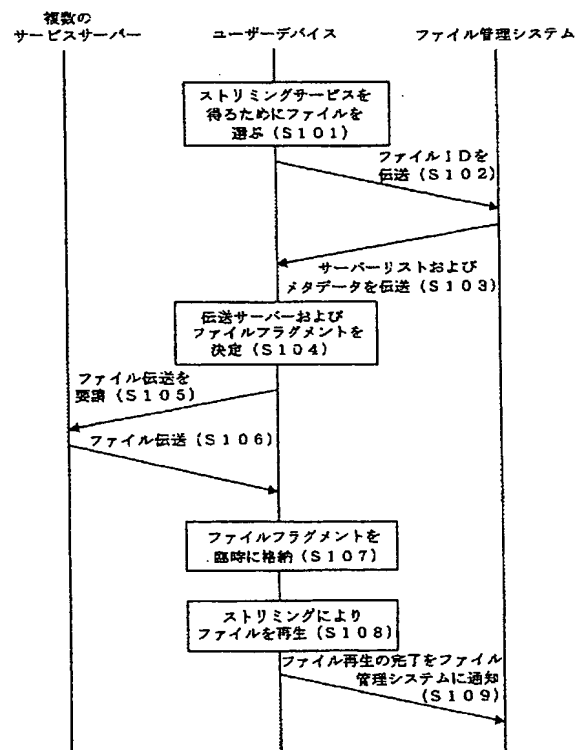 複数の
サービスサーバー
ユーザーデバイス
ファイル管理システム
ストリミングサービスを
得るためにファイルを
選ぶ(S101)
ファイルIDを
伝送(S102)
サーバーリストおよび
メタデータを伝送(S103)
伝送サーバーおよび
ファイルフラグメントを
決定(S104)
ファイル伝送を
要請(S105)
ファイル伝送(S106)
ファイルフラグメントを
臨時に格納(S107)
ストリミングにより
ファイルを再生(S108)
ファイル再生の完了をファイル
管理システムに通知
(S109)